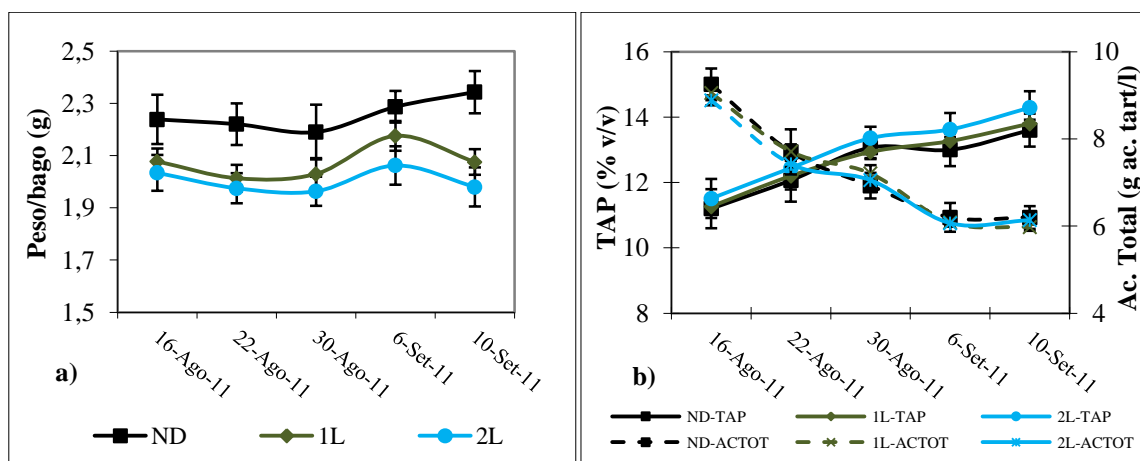 2,5
2,3
2,1
1,9
1,7
1,5
Peso/bago (g)
16-Ago-11
22-Ago-11
30-Ago-11
6-Set-11
10-Set-11
a)
ND
1L
2L
16
14
12
10
8
TAP (% v/v)
10
8
6
4
Ac. Total (g ac. tart/l)
16-Ago-11
22-Ago-11
30-Ago-11
6-Set-11
10-Set-11
b)
ND-TAP 1L-TAP 2L-TAP
ND-ACTOT 1L-ACTOT 2L-ACTOT